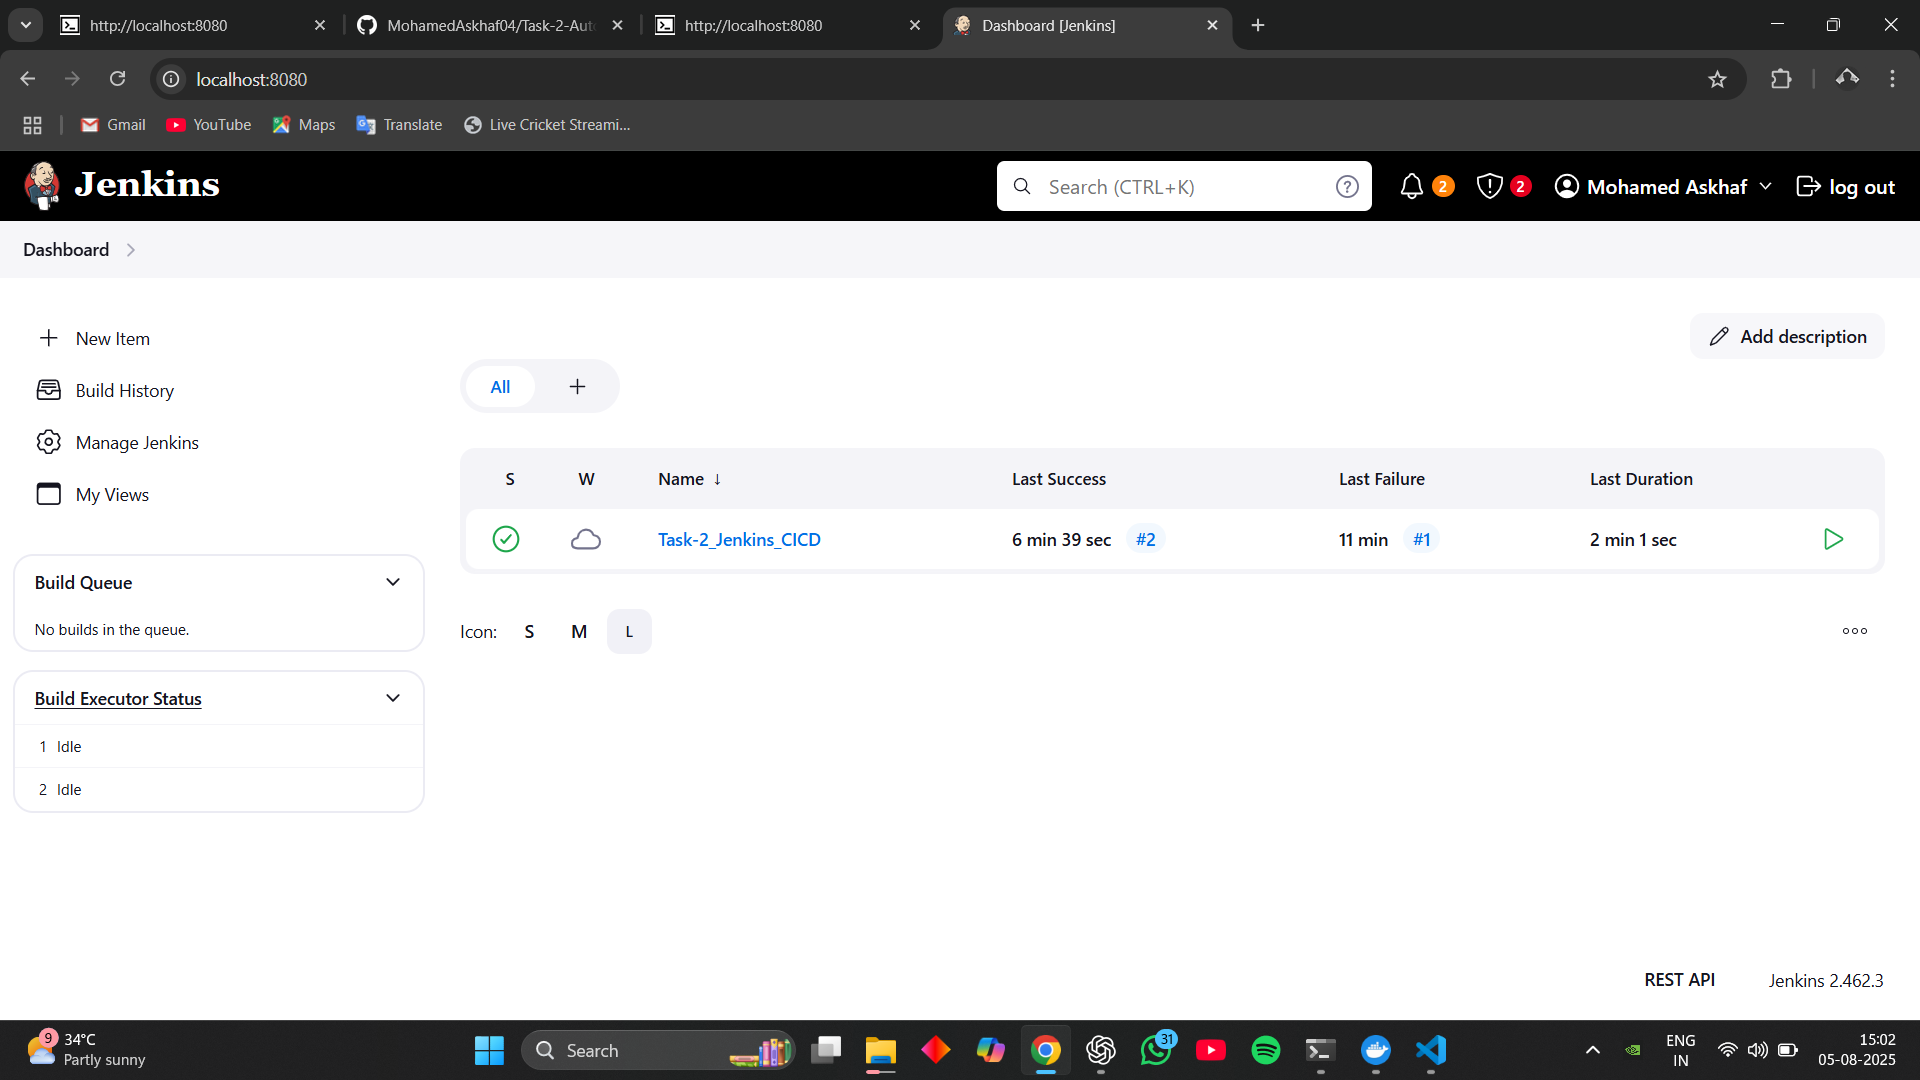 http://localhost:8080
MohamedAskhaf04/Task-2-Aut
http://localhost:8080
Dashboard [Jenkins]
localhost:8080
Gmail
YouTube
Maps
Translate
Live Cricket Streami...
Jenkins
Search (CTRL+K)
2
2
Mohamed Askhaf
log out
Dashboard
New Item
Build History
Manage Jenkins
My Views
Add description
All
S W Name ↓ Last Success Last Failure Last Duration
Task-2_Jenkins_CICD 6 min 39 sec #2 11 min #1 2 min 1 sec
Icon: S M L
Build Queue
No builds in the queue.
Build Executor Status
1 Idle
2 Idle
REST API
Jenkins 2.462.3
9
34°C
Partly sunny
Search
31
ENG
IN
15:02
05-08-2025